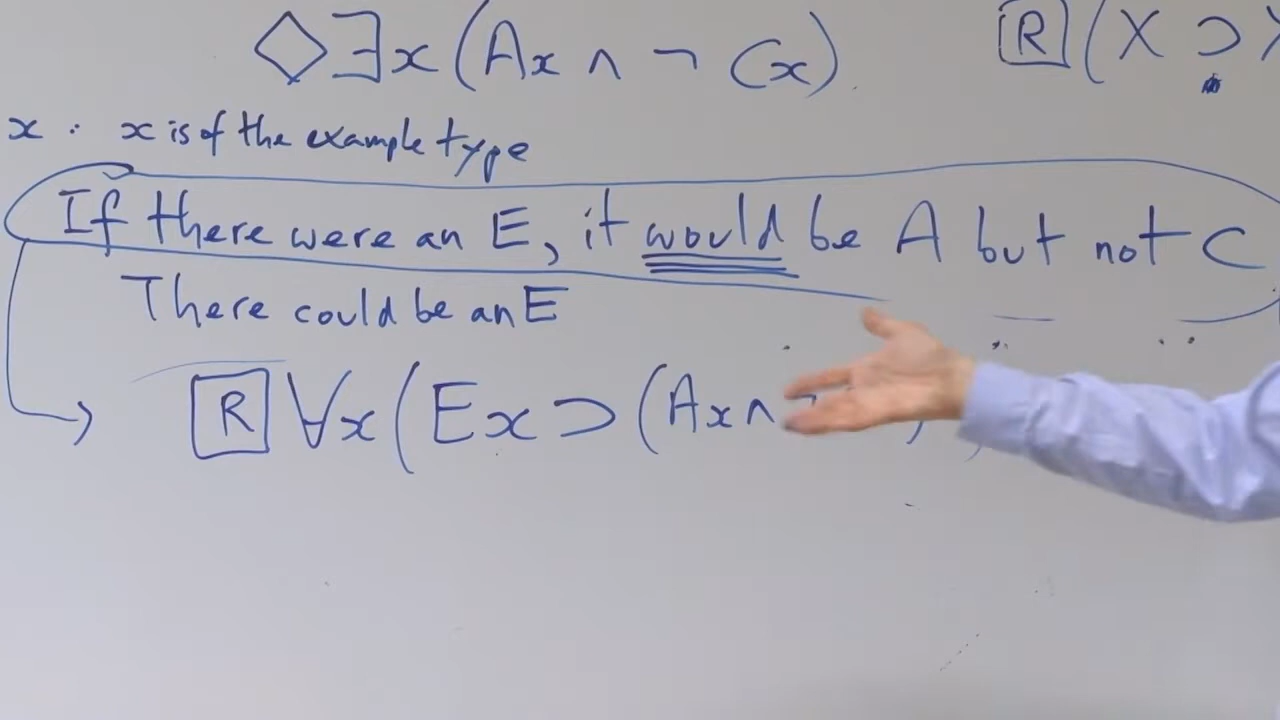 ◇∃x(Ax ∧ ¬ Cx) [R](X ⊃
x : x is of the example type
If there were an E, it would be A but not C
There could be an E
[R] ∀x(Ex ⊃ (Ax ∧ ¬